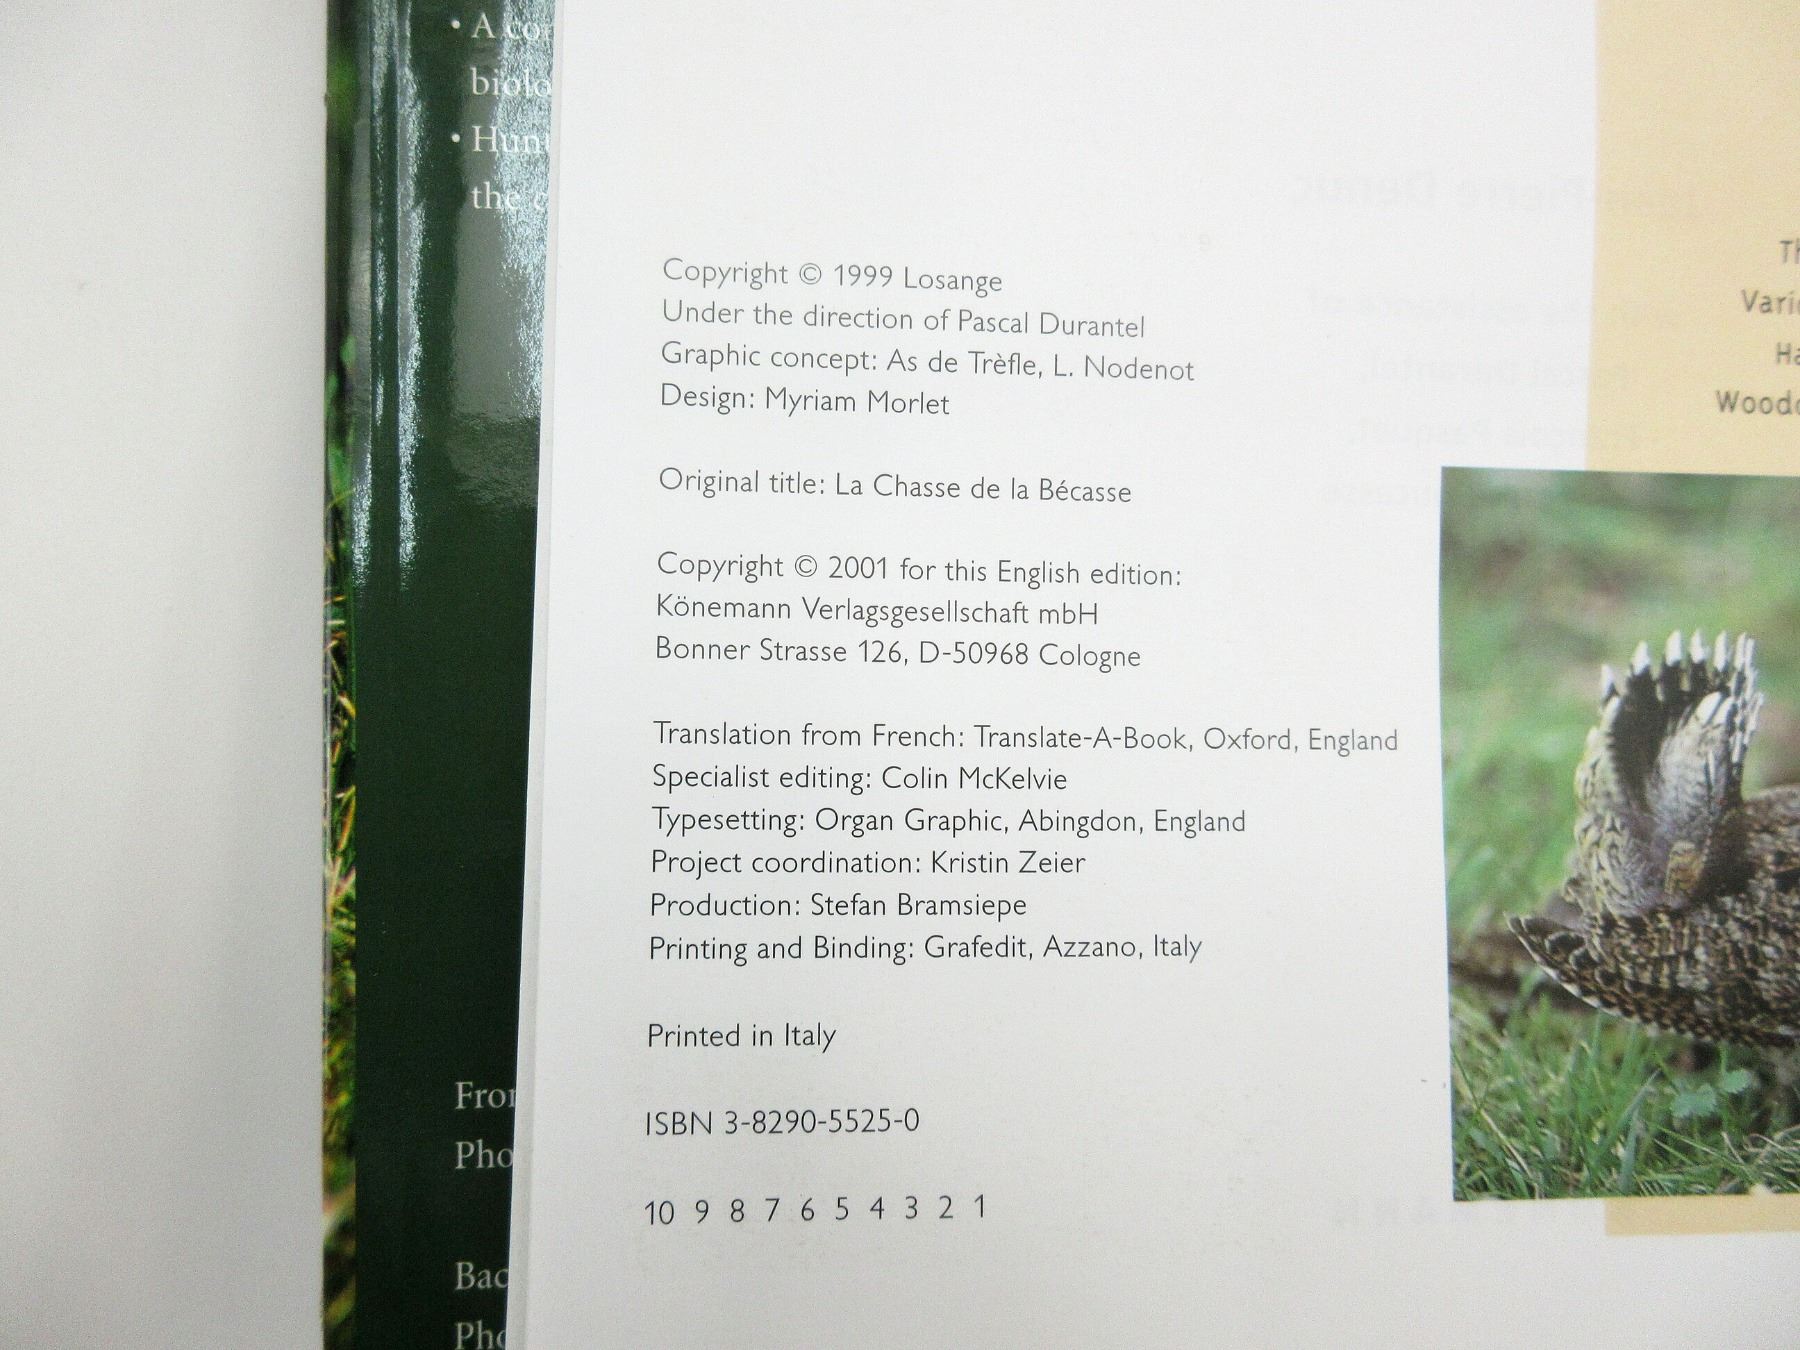 • A
• 
the
Copyright © 1999 Losange
Under the direction of Pascal Durantel
Graphic concept: As de Trèfle, L. Nodenot
Design: Myriam Morlet
Original title: La Chasse de la Bécasse
Copyright © 2001 for this English edition:
Könemann Verlagsgesellschaft mbH
Bonner Strasse 126, D-50968 Cologne
Translation from French: Translate-A-Book, Oxford, England
Specialist editing: Colin McKelvie
Typesetting: Organ Graphic, Abingdon, England
Project coordination: Kristin Zeier
Production: Stefan Bramsiepe
Printing and Binding: Grafedit, Azzano, Italy
Printed in Italy
ISBN 3-8290-5525-0
10 9 8 7 6 5 4 3 2 1